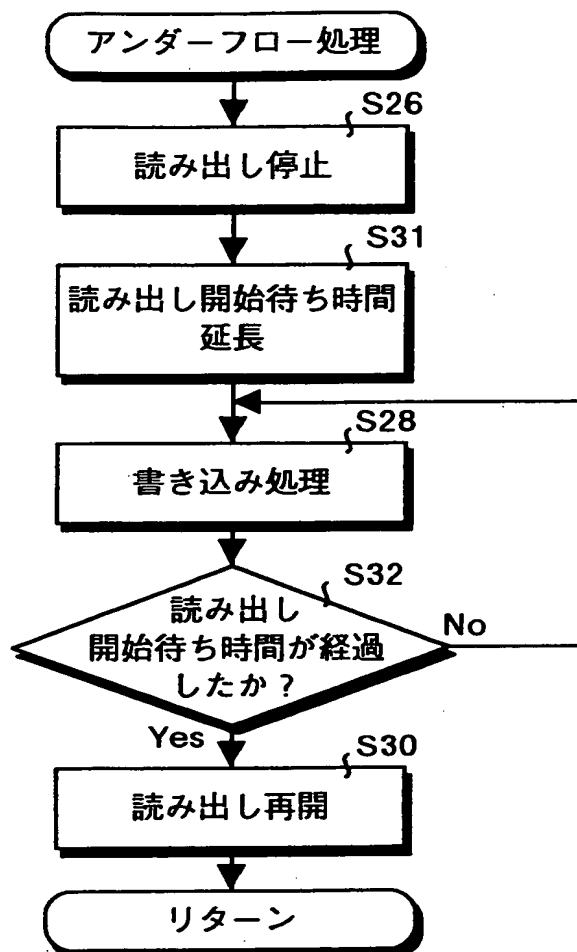 アンダーフロー処理
S26
読み出し停止
S31
読み出し開始待ち時間
延長
S28
書き込み処理
S32
読み出し
開始待ち時間が経過
したか？
No
Yes
S30
読み出し再開
リターン